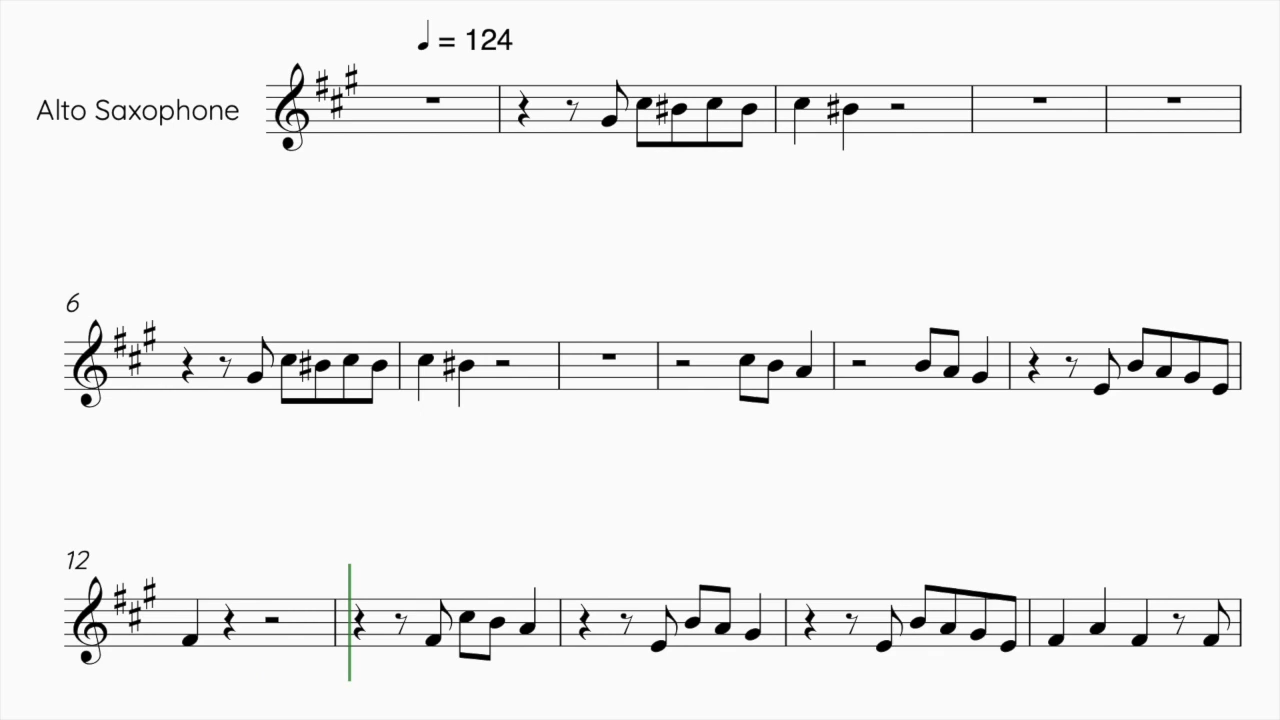 ♩ = 124
Alto Saxophone
6
12